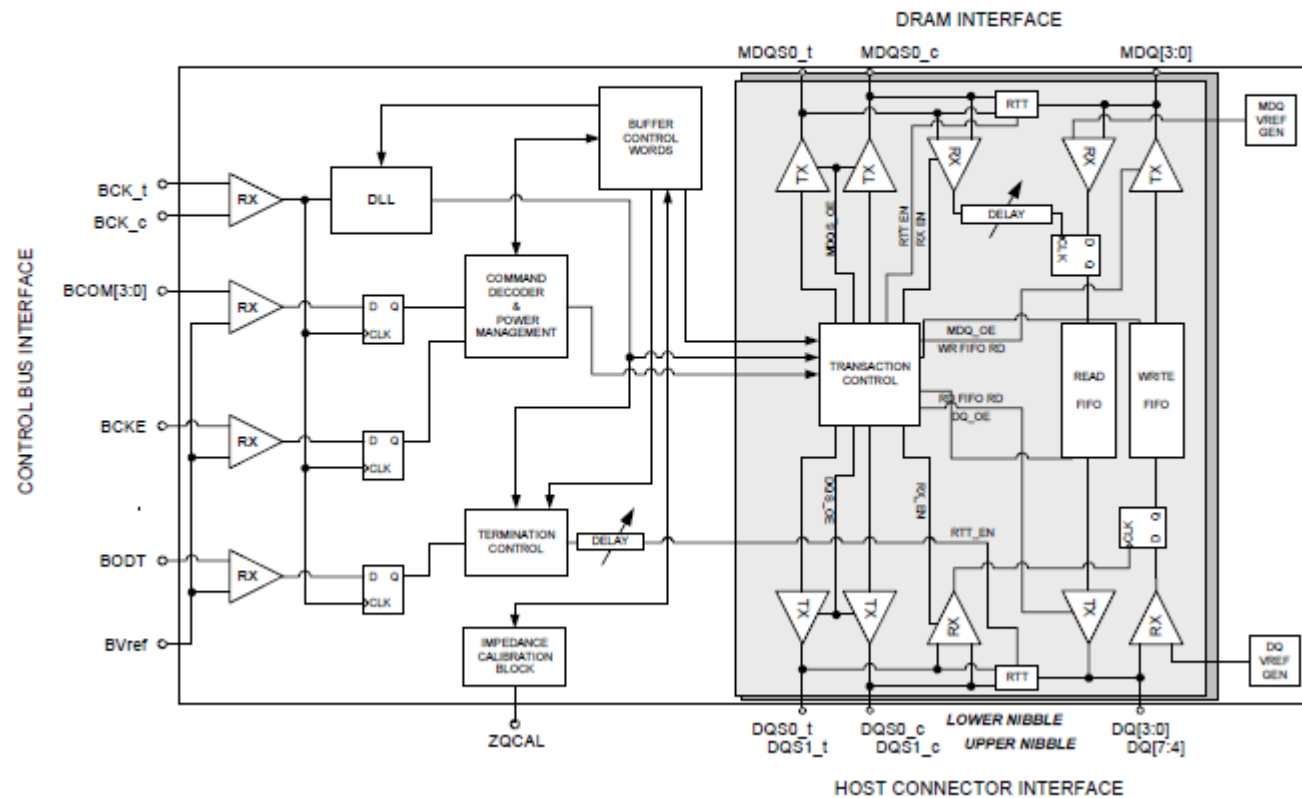 DRAM INTERFACE
MDQS0_t
MDQS0_c
MDQ[3:0]
RTT
MDQ
VREF
GEN
BUFFER
CONTROL
WORDS
BCK_t
BCK_c
RX
DLL
TX
TX
RX
RX
TX
MDQS_OE
RTT EN
RX EN
DELAY
CLK
D
Q
CONTROL BUS INTERFACE
BCOM[3:0]
RX
D Q
CLK
COMMAND
DECODER
&
POWER
MANAGEMENT
TRANSACTION
CONTROL
MDQ_OE
WR FIFO RD
RD FIFO RD
DQ_OE
READ
FIFO
WRITE
FIFO
BCKE
RX
D Q
CLK
DQS_OE
RX_EN
BODT
RX
D Q
CLK
TERMINATION
CONTROL
DELAY
RTT_EN
Q
D
CLK
TX
TX
RX
TX
RX
BVref
IMPEDANCE
CALIBRATION
BLOCK
RTT
DQ
VREF
GEN
ZQCAL
DQS0_t
DQS0_c
LOWER NIBBLE
DQ[3:0]
DQS1_t
DQS1_c
UPPER NIBBLE
DQ[7:4]
HOST CONNECTOR INTERFACE